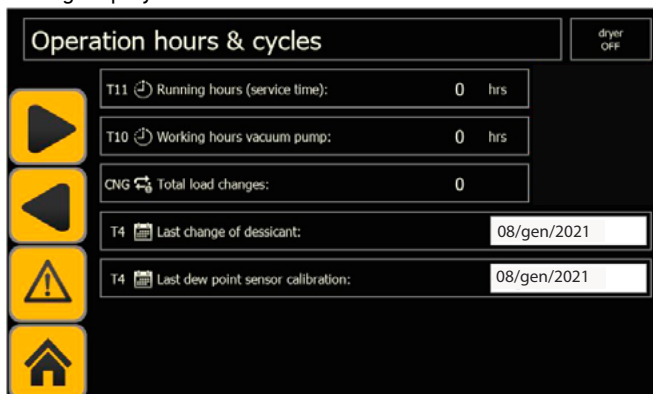 Operation hours & cycles
dryer
OFF
T11 Running hours (service time): 0 hrs
T10 Working hours vacuum pump: 0 hrs
CNG Total load changes: 0
T4 Last change of dessicant: 08/gen/2021
T4 Last dew point sensor calibration: 08/gen/2021